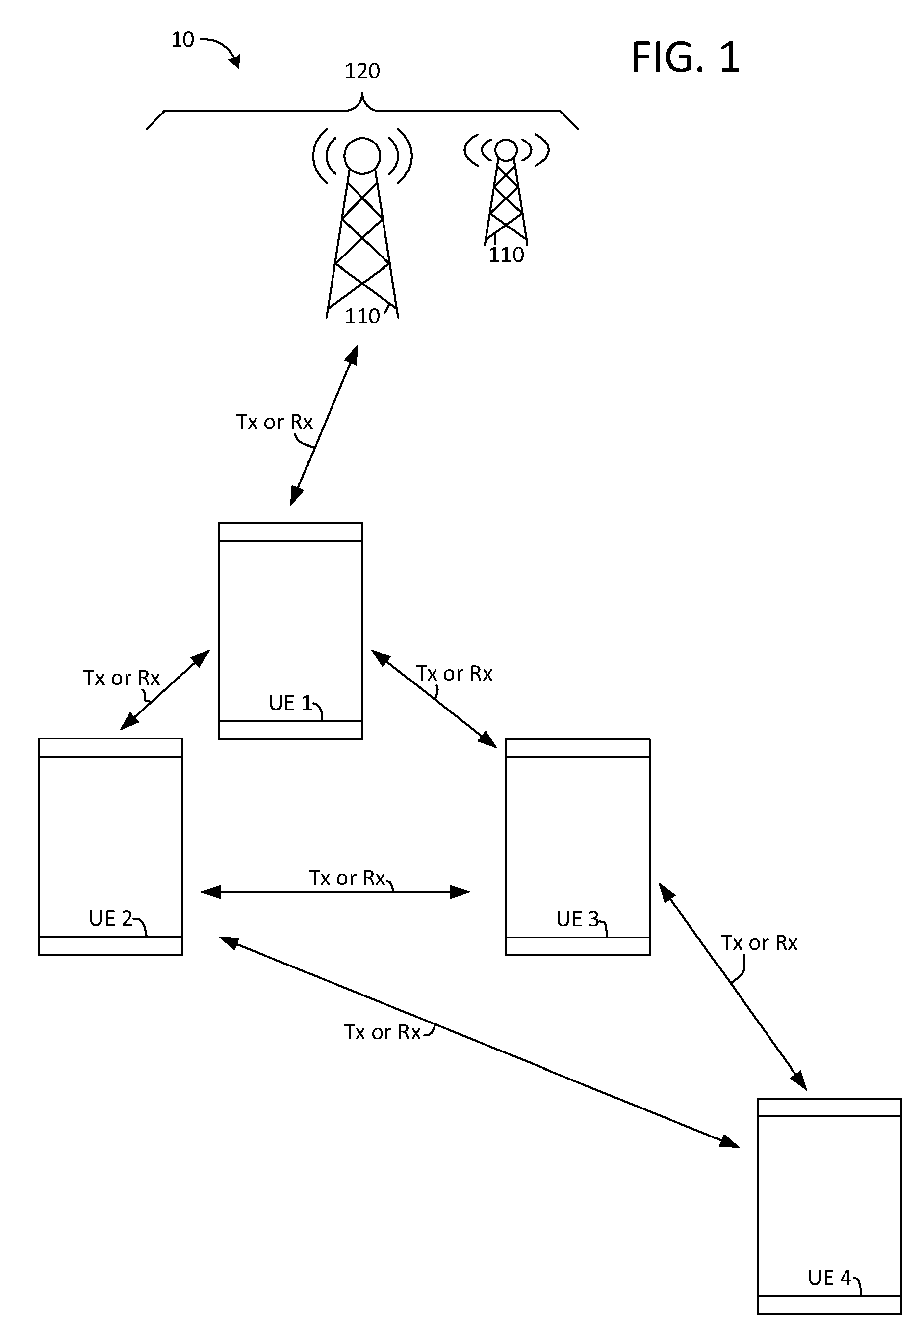 10
FIG. 1
120
110
110
Tx or Rx
Tx or Rx
Tx or Rx
UE 1
Tx or Rx
UE 2
UE 3
Tx or Rx
Tx or Rx
UE 4